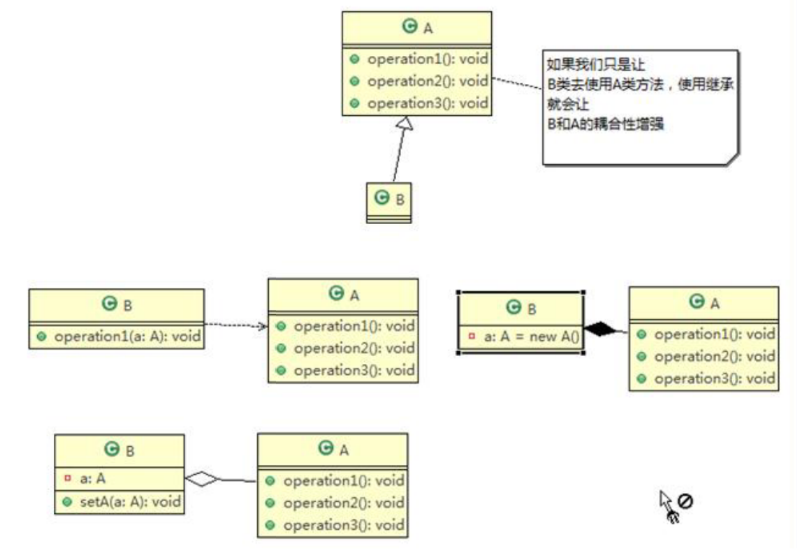 A
operation1(): void
operation2(): void
operation3(): void
如果我们只是让
B类去使用A类方法，使用继承
就会让
B和A的耦合性增强
B
B
operation1(a: A): void
A
operation1(): void
operation2(): void
operation3(): void
B
a: A = new A()
A
operation1(): void
operation2(): void
operation3(): void
B
a: A
setA(a: A): void
A
operation1(): void
operation2(): void
operation3(): void